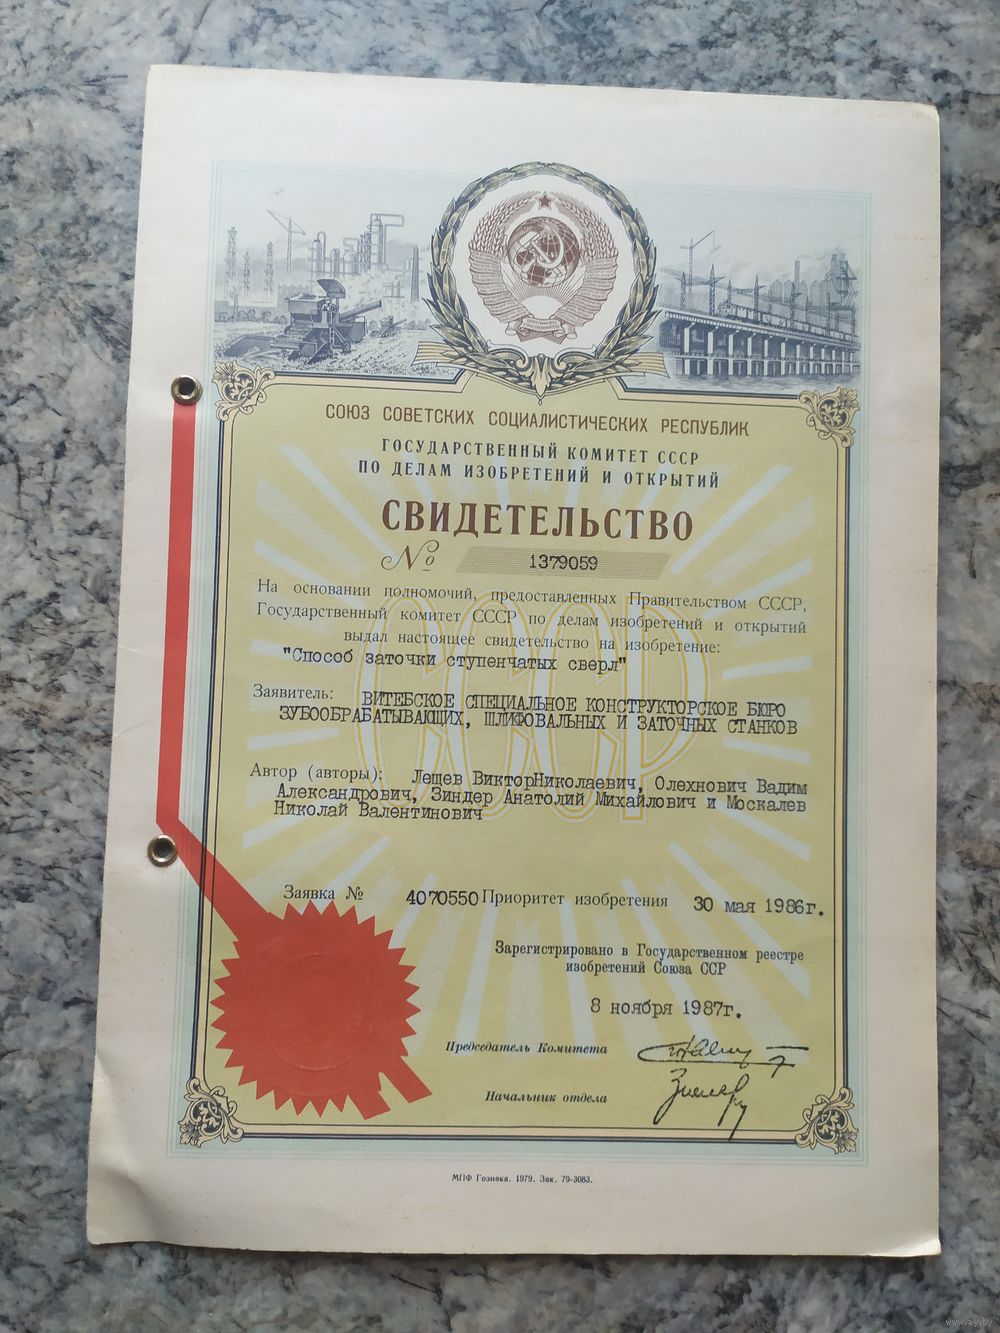 СОЮЗ СОВЕТСКИХ СОЦИАЛИСТИЧЕСКИХ РЕСПУБЛИК
ГОСУДАРСТВЕННЫЙ КОМИТЕТ СССР
ПО ДЕЛАМ ИЗОБРЕТЕНИЙ И ОТКРЫТИЙ
СВИДЕТЕЛЬСТВО
№ 1379059
На основании полномочий, предоставленных Правительством СССР,
Государственный комитет СССР по делам изобретений и открытий
выдал настоящее свидетельство на изобретение:
"Способ заточки ступенчатых сверл"
СССР
Заявитель: ВИТЕБСКОЕ СПЕЦИАЛЬНОЕ КОНСТРУКТОРСКОЕ БЮРО
ЗУБООБРАБАТЫВАЮЩИХ, ШЛИФОВАЛЬНЫХ И ЗАТОЧНЫХ СТАНКОВ
Автор (авторы): Лещев ВикторНиколаевич, Олехнович Вадим
Александрович, Зиндер Анатолий Михайлович и Москалев
Николай Валентинович
Заявка № 4070550 Приоритет изобретения 30 мая 1986г.
Зарегистрировано в Государственном реестре
изобретений Союза ССР
8 ноября 1987г.
Председатель Комитета
Начальник отдела
МПФ Гознака. 1979. Зак. 79-3083.
www.ay.by